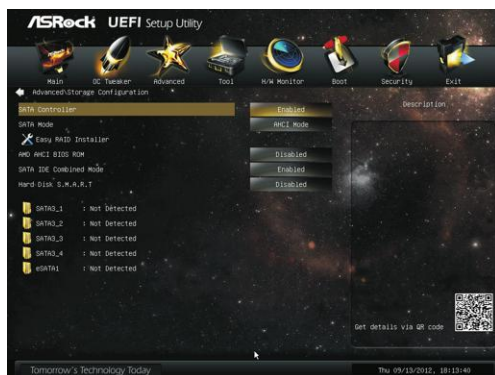 ASRock UEFI Setup Utility
Main OC Tweaker Advanced Tool H/W Monitor Boot Security Exit
Advanced\Storage Configuration
Description
SATA Controller Enabled
SATA Mode AHCI Mode
Easy RAID Installer
AMD AHCI BIOS ROM Disabled
SATA IDE Combined Mode Enabled
Hard Disk S.M.A.R.T Disabled
SATA3_1 : Not Detected
SATA3_2 : Not Detected
SATA3_3 : Not Detected
SATA3_4 : Not Detected
eSATA1 : Not Detected
Get details via QR code
Tomorrow's Technology Today
Thu 09/13/2012, 18:13:40